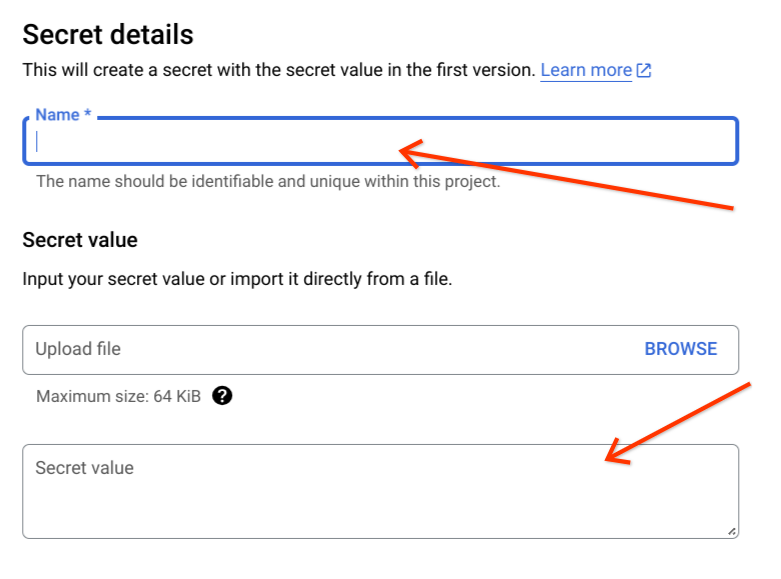 Secret details
This will create a secret with the secret value in the first version. Learn more
Name *
The name should be identifiable and unique within this project.
Secret value
Input your secret value or import it directly from a file.
Upload file BROWSE
Maximum size: 64 KiB ?
Secret value